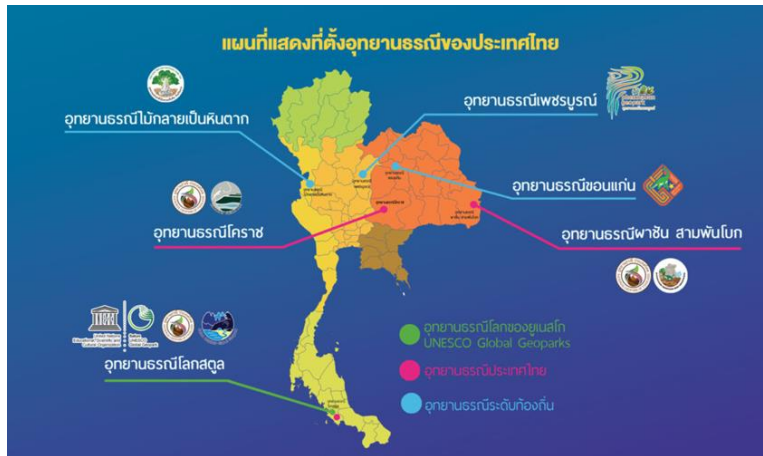 แผนที่แสดงที่ตั้งอุทยานธรณีของประเทศไทย
อุทยานธรณีเพชรบูรณ์
อุทยานธรณีไม้กลายเป็นหินตาก
อุทยานธรณีขอนแก่น
อุทยานธรณีโคราช
อุทยานธรณีผาชัน สามพันโบก
อุทยานธรณีโลกสตูล
อุทยานธรณีโลกของยูเนสโก
UNESCO Global Geoparks
อุทยานธรณีประเทศไทย
อุทยานธรณีระดับท้องถิ่น